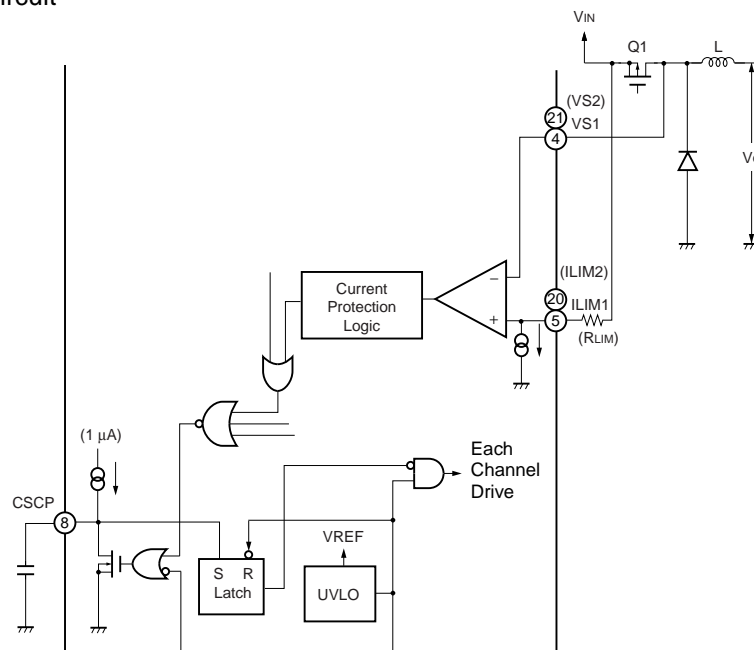 VIN
Q1
L
(VS2)
21
VS1
4
(ILIM2)
20
ILIM1
5
(RLIM)
−
+
Current
Protection
Logic
(1 µA)
CSCP
8
Each
Channel
Drive
VREF
S R
Latch
UVLO